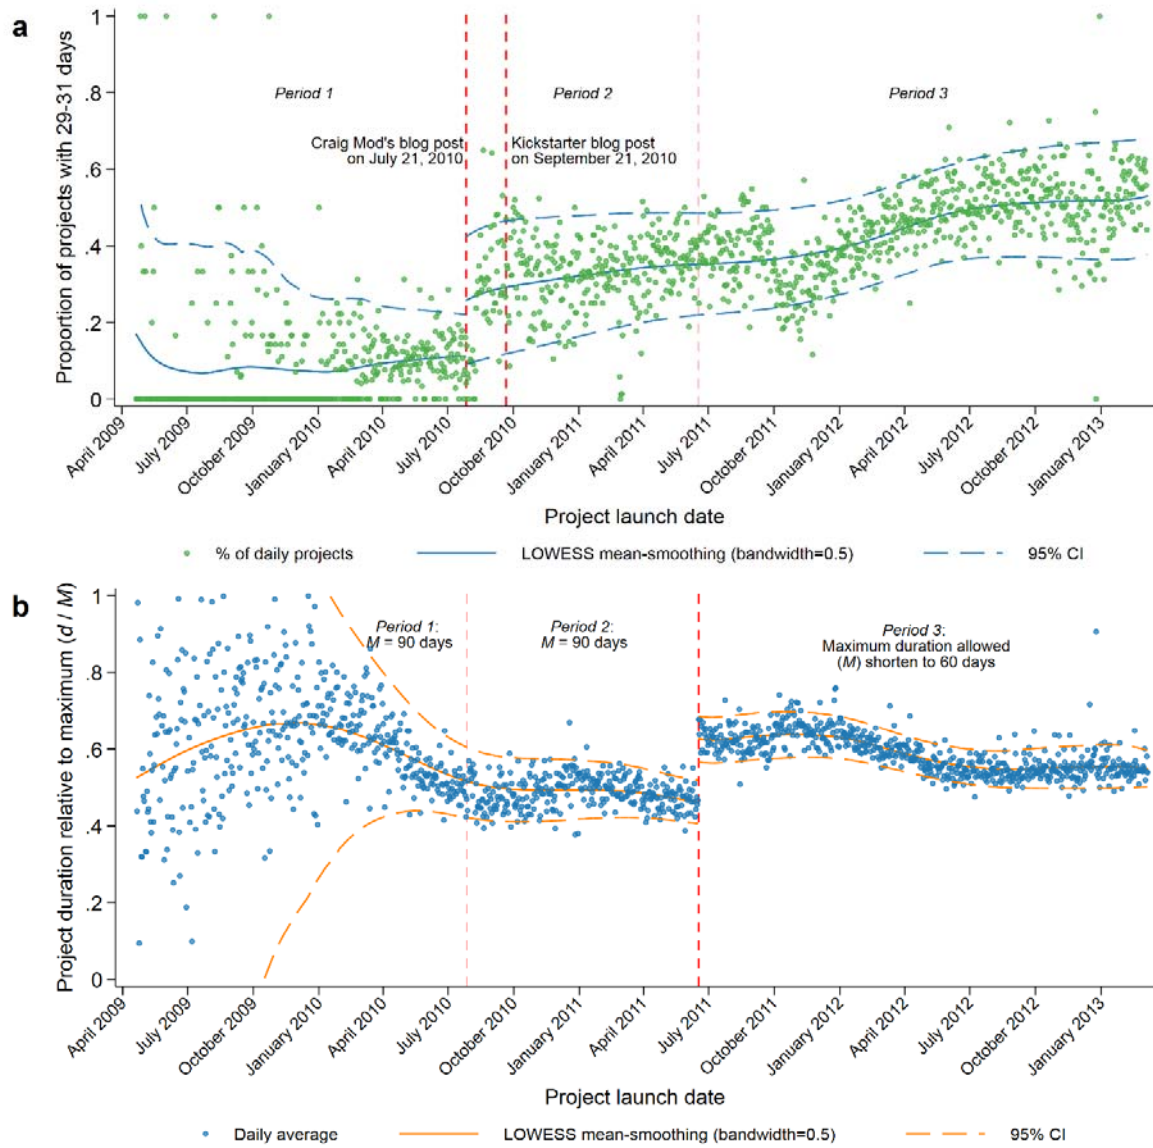 a
Proportion of projects with 29-31 days
1
.8
.6
.4
.2
0
Period 1
Period 2
Period 3
Craig Mod's blog post
on July 21, 2010
Kickstarter blog post
on September 21, 2010
April 2009
July 2009
October 2009
January 2010
April 2010
July 2010
October 2010
January 2011
April 2011
July 2011
October 2011
January 2012
April 2012
July 2012
October 2012
January 2013
Project launch date
% of daily projects
LOWESS mean-smoothing (bandwidth=0.5)
95% CI
b
Project duration relative to maximum (d / M)
1
.8
.6
.4
.2
0
Period 1:
M = 90 days
Period 2:
M = 90 days
Period 3:
Maximum duration allowed
(M) shorten to 60 days
April 2009
July 2009
October 2009
January 2010
April 2010
July 2010
October 2010
January 2011
April 2011
July 2011
October 2011
January 2012
April 2012
July 2012
October 2012
January 2013
Project launch date
Daily average
LOWESS mean-smoothing (bandwidth=0.5)
95% CI